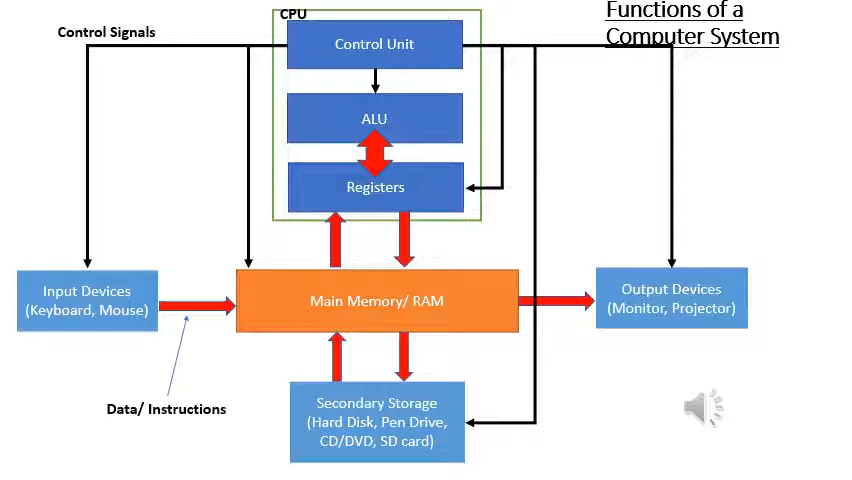 Functions of a
Computer System
CPU
Control Signals
Control Unit
ALU
Registers
Input Devices
(Keyboard, Mouse)
Main Memory/ RAM
Output Devices
(Monitor, Projector)
Data/ Instructions
Secondary Storage
(Hard Disk, Pen Drive,
CD/DVD, SD card)